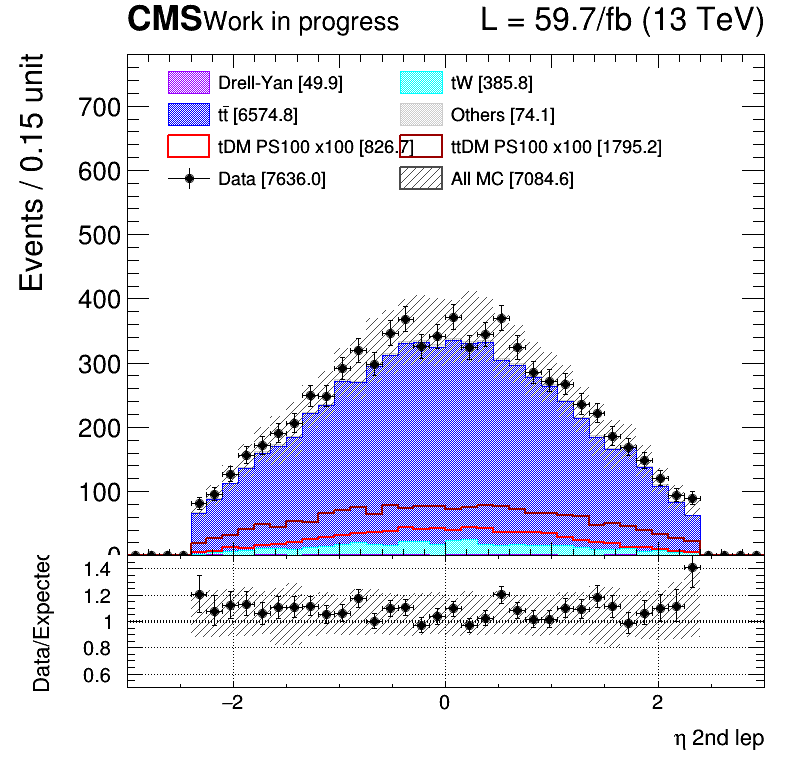 CMS Work in progress L = 59.7/fb (13 TeV)
Events / 0.15 unit
Drell-Yan [49.9] tW [385.8]
tt̄ [6574.8] Others [74.1]
tDM PS100 x100 [826.7] ttDM PS100 x100 [1795.2]
Data [7636.0] All MC [7084.6]
700
600
500
400
300
200
100
0
Data/Expected
1.4
1.2
1
0.8
0.6
−2 0 2
η 2nd lep